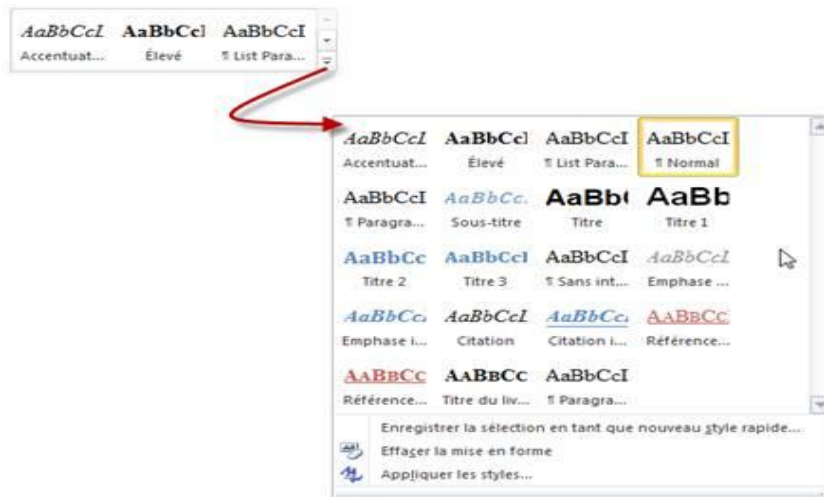 AaBbCcI AaBbCcI AaBbCcI
Accentuat... Élevé ¶ List Para...
AaBbCcI AaBbCcI AaBbCcI AaBbCcI
Accentuat... Élevé ¶ List Para... ¶ Normal
AaBbCcI AaBbCc. AaBb( AaBb
¶ Paragra... Sous-titre Titre Titre 1
AaBbCc AaBbCcI AaBbCcI AaBbCcI
Titre 2 Titre 3 ¶ Sans int... Emphase ...
AaBbCc. AaBbCcI AaBbCc. AABBCC
Emphase i... Citation Citation i... Référence...
AABBCC AABBCC AaBbCcI
Référence... Titre du liv... ¶ Paragra...
Enregistrer la sélection en tant que nouveau style rapide...
Effacer la mise en forme
Appliquer les styles...